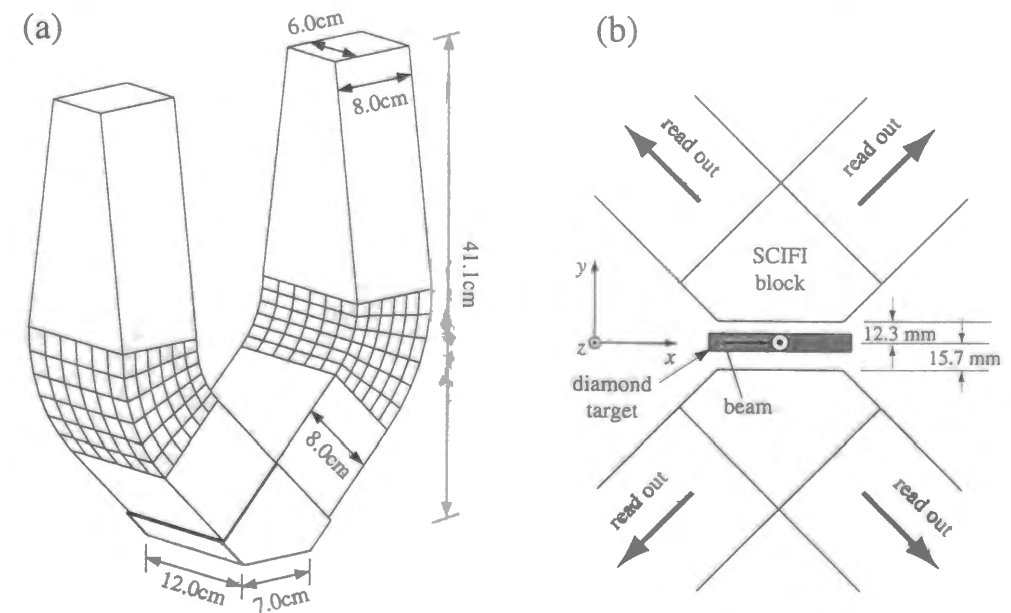 (a)
6.0cm
8.0cm
41.1cm
8.0cm
12.0cm
7.0cm
(b)
read out
read out
SCIFI
block
y
z
x
12.3 mm
15.7 mm
diamond
target
beam
read out
read out